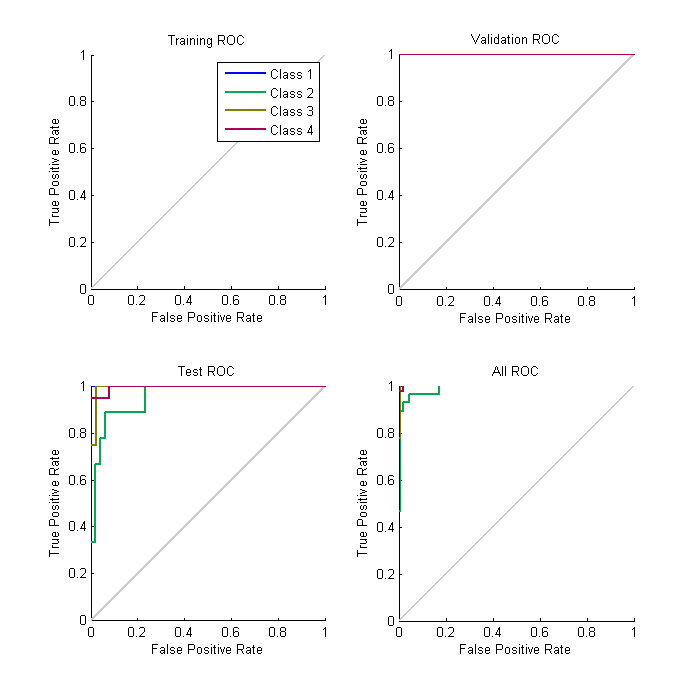 Training ROC
1
0.8
0.6
0.4
0.2
0
0 0.2 0.4 0.6 0.8 1
True Positive Rate
False Positive Rate
Class 1
Class 2
Class 3
Class 4
Validation ROC
1
0.8
0.6
0.4
0.2
0
0 0.2 0.4 0.6 0.8 1
True Positive Rate
False Positive Rate
Test ROC
1
0.8
0.6
0.4
0.2
0
0 0.2 0.4 0.6 0.8 1
True Positive Rate
False Positive Rate
All ROC
1
0.8
0.6
0.4
0.2
0
0 0.2 0.4 0.6 0.8 1
True Positive Rate
False Positive Rate